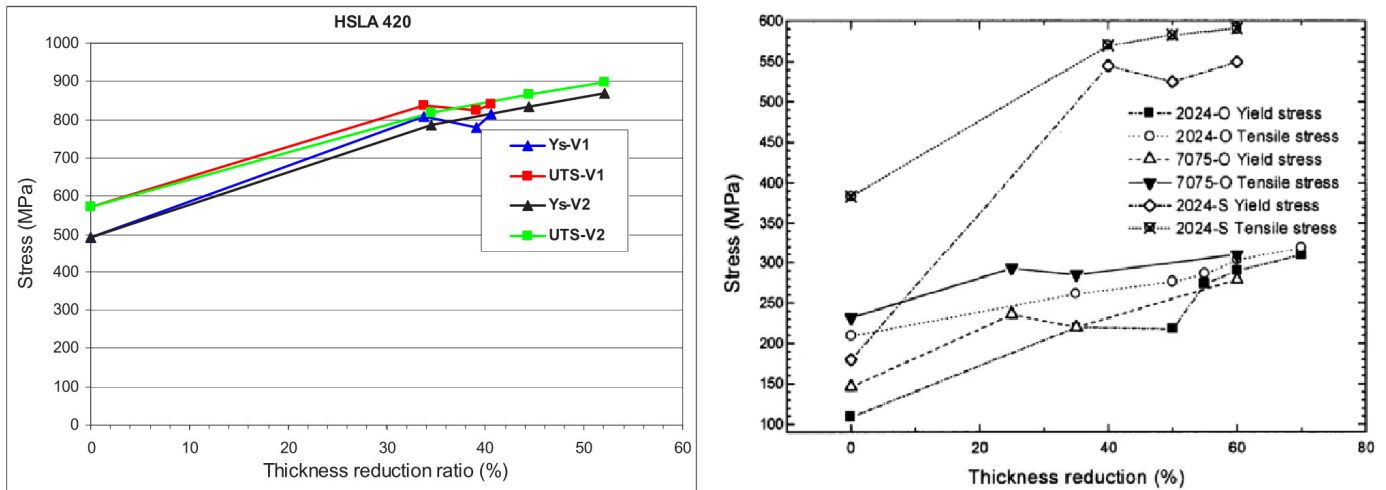 HSLA 420
Stress (MPa)
1000
900
800
700
600
500
400
300
200
100
0
0
10
20
30
40
50
60
Thickness reduction ratio (%)
Ys-V1
UTS-V1
Ys-V2
UTS-V2
Stress (MPa)
600
550
500
450
400
350
300
250
200
150
100
0
20
40
60
80
Thickness reduction (%)
2024-O Yield stress
2024-O Tensile stress
7075-O Yield stress
7075-O Tensile stress
2024-S Yield stress
2024-S Tensile stress